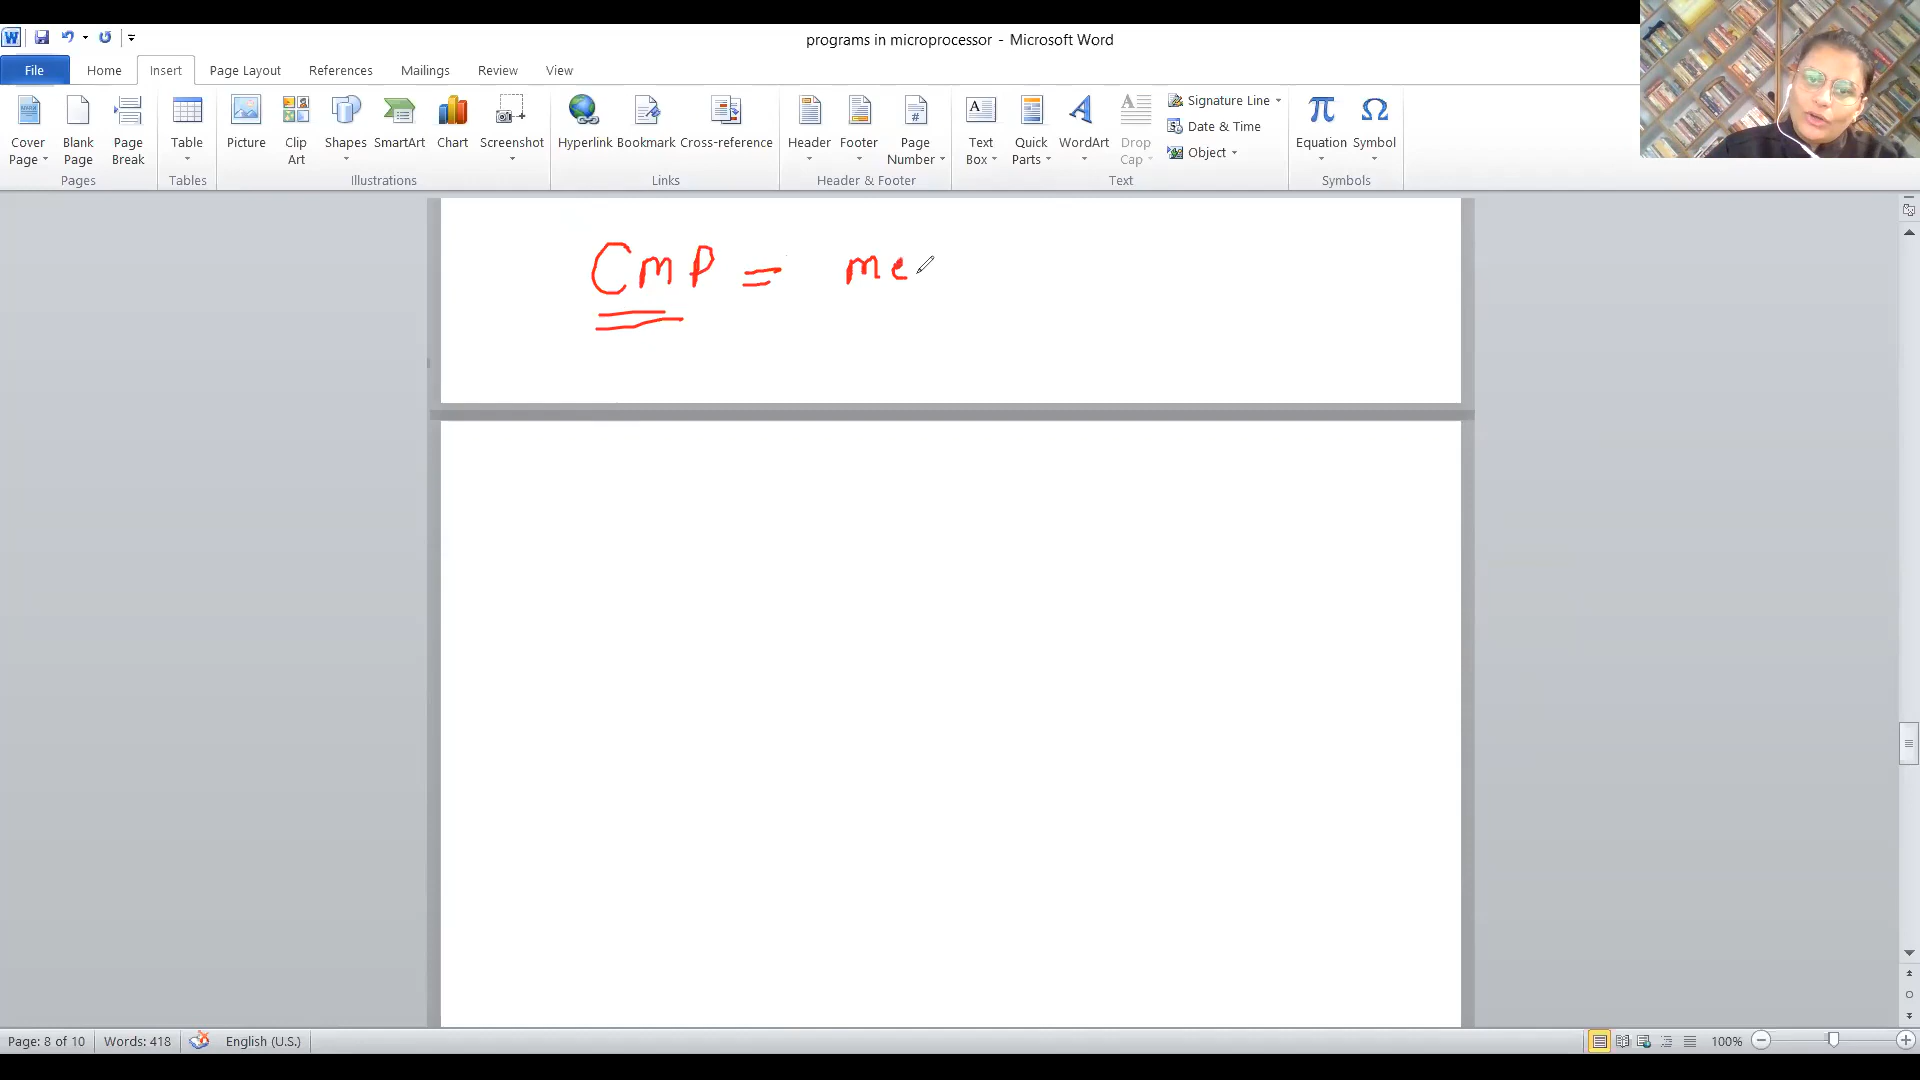 programs in microprocessor - Microsoft Word
File Home Insert Page Layout References Mailings Review View
Cover Page Blank Page Page Break Table Picture Clip Art Shapes SmartArt Chart Screenshot Hyperlink Bookmark Cross-reference Header Footer Page Number Text Box Quick Parts WordArt Drop Cap Signature Line Date & Time Object Equation Symbol
Pages Tables Illustrations Links Header & Footer Text Symbols
CmP = me
Page: 8 of 10 Words: 418 English (U.S.) 100%